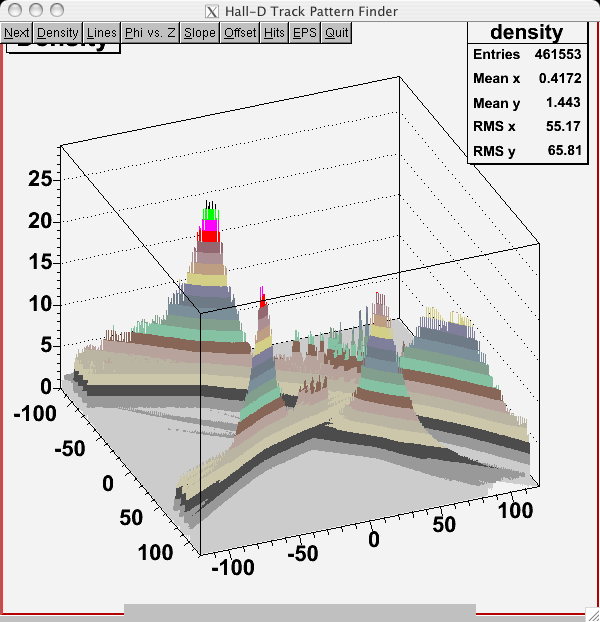 Hall-D Track Pattern Finder
Next Density Lines Phi vs. Z Slope Offset Hits EPS Quit
Density
density
Entries 461553
Mean x 0.4172
Mean y 1.443
RMS x 55.17
RMS y 65.81
25
20
15
10
5
0
-100
-50
0
50
100
-100
-50
0
50
100